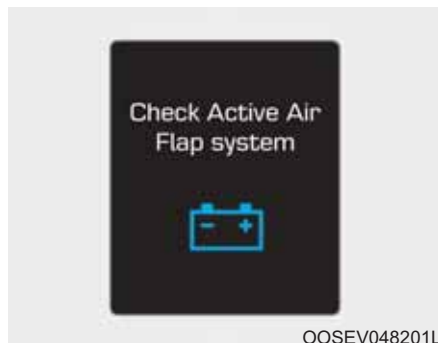 Check Active Air
Flap system
- +
OOSEV048201L